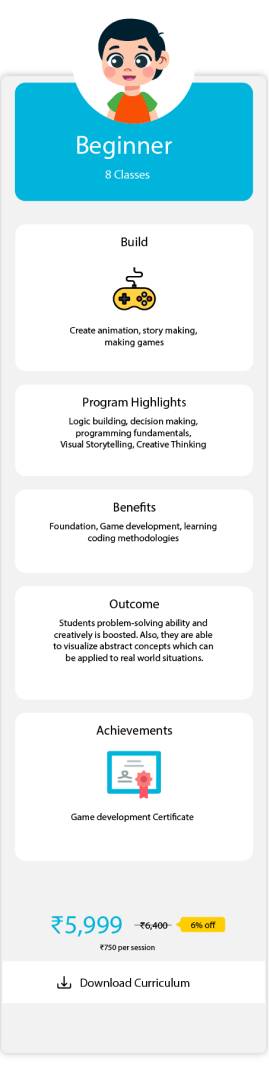 Beginner
8 Classes
Build
Create animation, story making,
making games
Program Highlights
Logic building, decision making,
programming fundamentals,
Visual Storytelling, Creative Thinking
Benefits
Foundation, Game development, learning
coding methodologies
Outcome
Students problem-solving ability and
creatively is boosted. Also, they are able
to visualize abstract concepts which can
be applied to real world situations.
Achievements
Game development Certificate
₹5,999 ₹6,400 6% off
₹750 per session
Download Curriculum